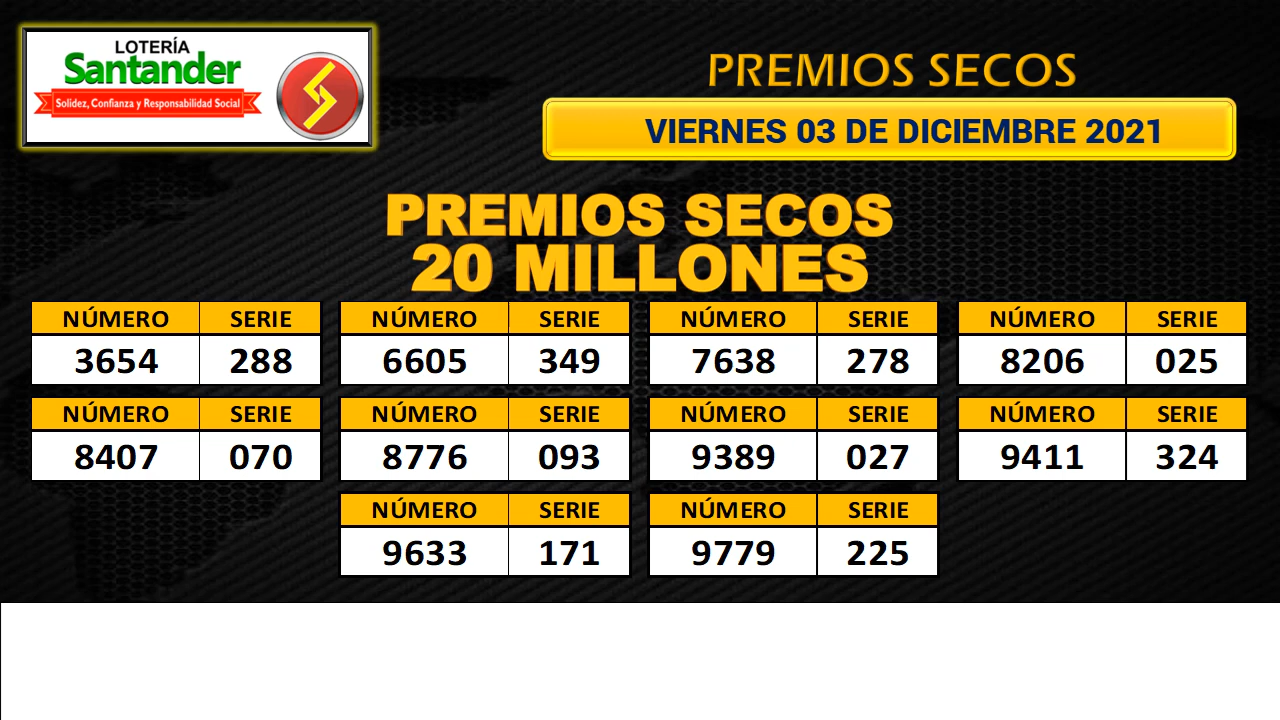 LOTERÍA
Santander
Solidez, Confianza y Responsabilidad Social
PREMIOS SECOS
VIERNES 03 DE DICIEMBRE 2021
PREMIOS SECOS
20 MILLONES
NÚMERO SERIE NÚMERO SERIE NÚMERO SERIE NÚMERO SERIE
3654 288 6605 349 7638 278 8206 025
NÚMERO SERIE NÚMERO SERIE NÚMERO SERIE NÚMERO SERIE
8407 070 8776 093 9389 027 9411 324
NÚMERO SERIE NÚMERO SERIE
9633 171 9779 225